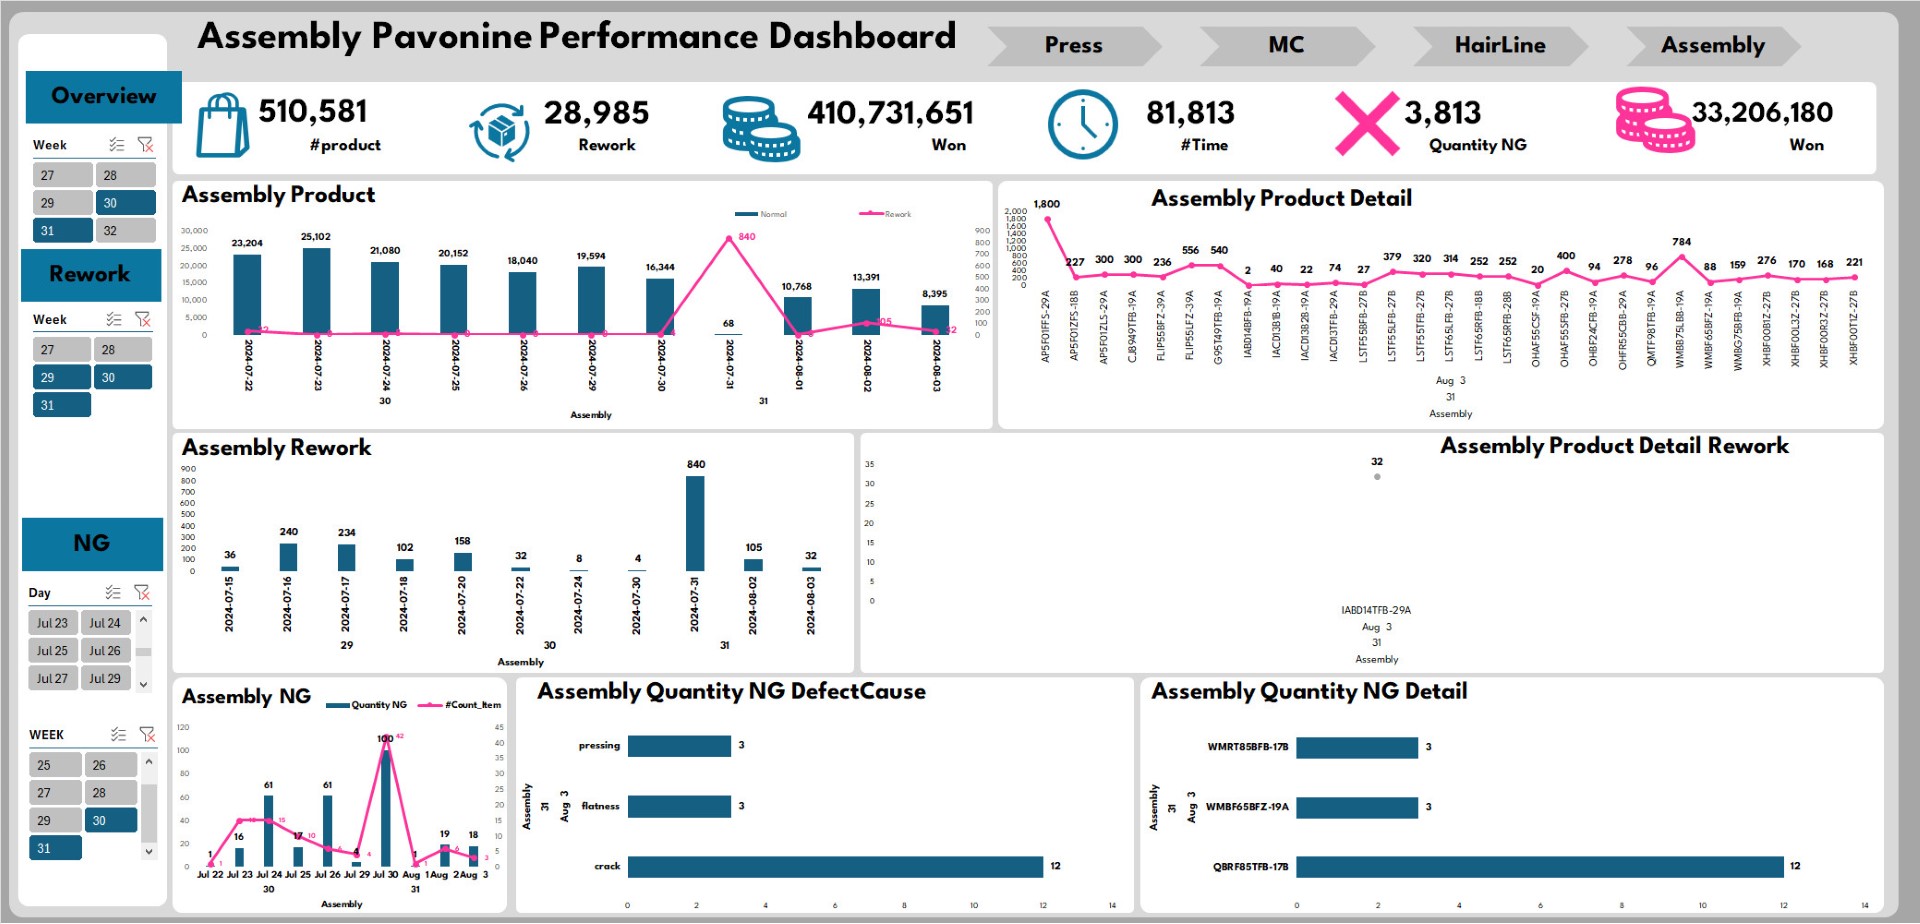 Assembly Pavonine Performance Dashboard
Press
MC
HairLine
Assembly
Overview
510,581
#product
28,985
Rework
410,731,651
Won
81,813
#Time
3,813
Quantity NG
33,206,180
Won
Week
27 28
29 30
31 32
Rework
Week
27 28
29 30
31
NG
Day
Jul 23 Jul 24
Jul 25 Jul 26
Jul 27 Jul 29
WEEK
25 26
27 28
29 30
31
Assembly Product
Normal Rework
30,000
25,000
20,000
15,000
10,000
5,000
0
23,204 25,102 21,080 20,152 18,040 19,594 16,344 68 10,768 13,391 8,395
840
105
900
800
700
600
500
400
300
200
100
0
2024-07-22 2024-07-23 2024-07-24 2024-07-25 2024-07-26 2024-07-29 2024-07-30 2024-07-31 2024-08-01 2024-08-02 2024-08-03
30 31
Assembly
Assembly Product Detail
2,000
1,800
1,600
1,400
1,200
1,000
800
600
400
200
0
1,800 227 300 300 236 556 540 2 40 22 74 27 379 320 314 252 252 20 400 94 278 96 784 88 159 276 170 168 221
AP5F01FFS-29A AP5F01ZFS-18B AP5F01ZLS-29A CJ8949TFB-19A FLIP55BFZ-39A FLIP55LFZ-39A G95T49TFB-19A IABD14BFB-19A IACD13B1B-19A IACD13B2B-19A IACD13TFB-29A LSTF55BFB-27B LSTF55LFB-27B LSTF55TFB-27B LSTF65LFB-27B LSTF65RFB-18B LSTF65RFB-28B OHAF55CSF-19A OHAF55SFB-27B OHBF24CFB-19A OHFR55CBB-29A QMTF98TFB-19A WMBB75LBB-19A WMBF65BFZ-19A WMBG75BFB-19A XHBF00B1Z-27B XHBF00L3Z-27B XHBF00R3Z-27B XHBF00T1Z-27B
Aug 3
31
Assembly
Assembly Rework
900
800
700
600
500
400
300
200
100
0
36 240 234 102 158 32 8 4 840 105 32
2024-07-15 2024-07-16 2024-07-17 2024-07-18 2024-07-20 2024-07-22 2024-07-24 2024-07-30 2024-07-31 2024-08-02 2024-08-03
29 30 31
Assembly
Assembly Product Detail Rework
35
30
25
20
15
10
5
0
32
IABD14TFB-29A
Aug 3
31
Assembly
Assembly NG
Quantity NG #Count_Item
120
100
80
60
40
20
0
1 16 61 17 61 4 100 1 19 18
1 15 15 10 6 4 42 1 6 3
45
40
35
30
25
20
15
10
5
0
Jul 22 Jul 23 Jul 24 Jul 25 Jul 26 Jul 29 Jul 30 Aug 1 Aug 2 Aug 3
30 31
Assembly
Assembly Quantity NG DefectCause
Assembly
31
Aug 3
pressing 3
flatness 3
crack 12
0 2 4 6 8 10 12 14
Assembly Quantity NG Detail
Assembly
31
Aug 3
WMRT85BFB-17B 3
WMBF65BFZ-19A 3
QBRF85TFB-17B 12
0 2 4 6 8 10 12 14